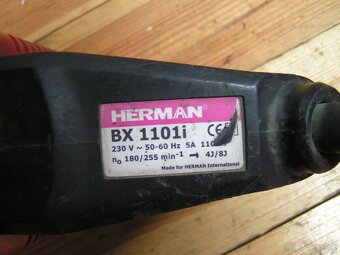 HERMAN
BX 1101i CE
230 V ~ 50-60 Hz 5A 110
n₀ 180/255 min⁻¹ → 4J/8J
Made for HERMAN International